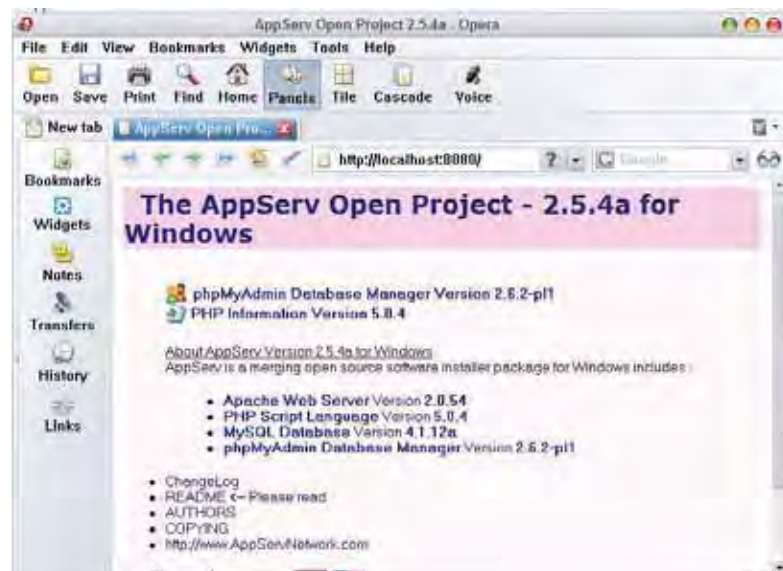 AppServ Open Project 2.5.4a - Opera
File Edit View Bookmarks Widgets Tools Help
Open Save Print Find Home Panels Tile Cascade Voice
New tab AppServ Open Pro...
http://localhost:8080/ ? Google
Bookmarks
Widgets
Notes
Transfers
History
Links
The AppServ Open Project - 2.5.4a for
Windows
phpMyAdmin Database Manager Version 2.6.2-pl1
PHP Information Version 5.0.4
About AppServ Version 2.5.4a for Windows
AppServ is a merging open source software installer package for Windows includes :
• Apache Web Server Version 2.0.54
• PHP Script Language Version 5.0.4
• MySQL Database Version 4.1.12a
• phpMyAdmin Database Manager Version 2.6.2-pl1
• ChangeLog
• README <-- Please read
• AUTHORS
• COPYING
• http://www.AppServNetwork.com